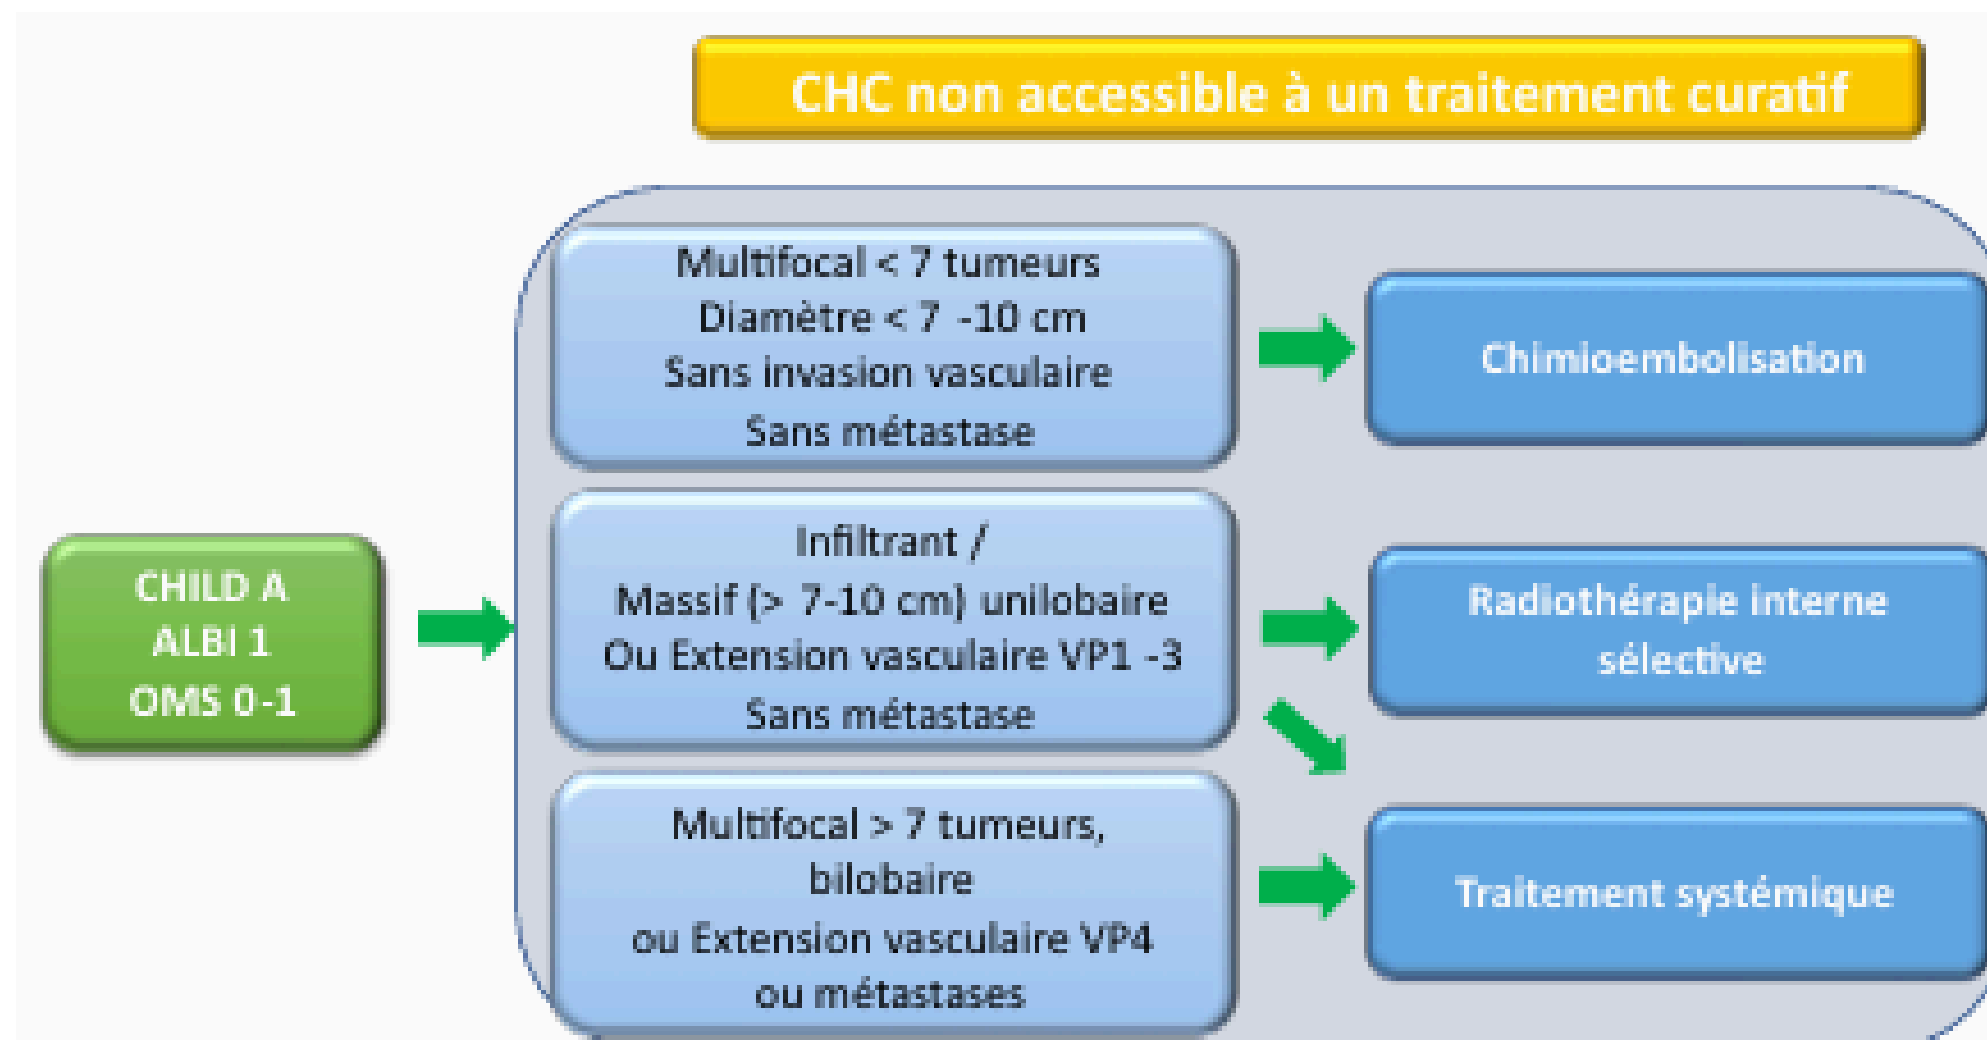 CHC non accessible à un traitement curatif
Multifocal < 7 tumeurs
Diamètre < 7 -10 cm
Sans invasion vasculaire
Sans métastase
Chimioembolisation
CHILD A
ALBI 1
OMS 0-1
Infiltrant /
Massif (> 7-10 cm) unilobaire
Ou Extension vasculaire VP1 -3
Sans métastase
Radiothérapie interne
sélective
Multifocal > 7 tumeurs,
bilobaire
ou Extension vasculaire VP4
ou métastases
Traitement systémique